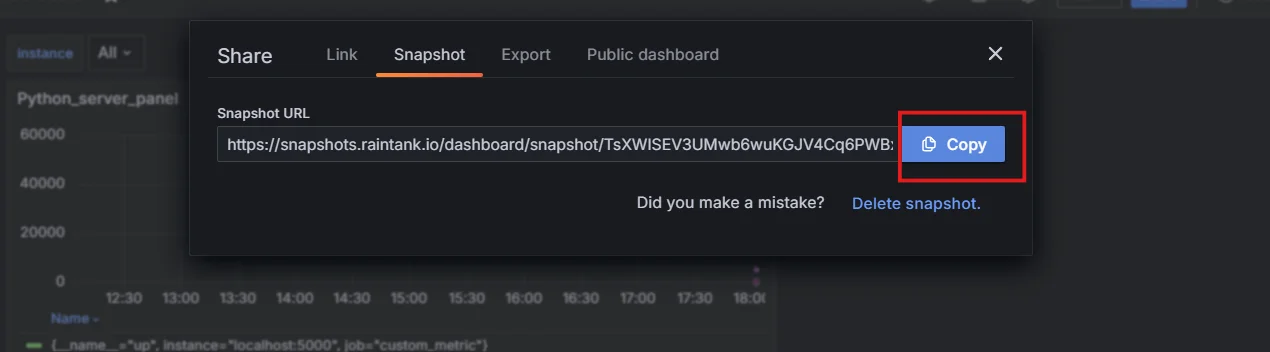 instance All
Share Link Snapshot Export Public dashboard
Python_server_panel
Snapshot URL
https://snapshots.raintank.io/dashboard/snapshot/TsXWISEV3UMwb6wuKGJV4Cq6PWB
Copy
Did you make a mistake? Delete snapshot.
60000
40000
20000
0
12:30 13:00 13:30 14:00 14:30 15:00 15:30 16:00 16:30 17:00 17:30 18:00
Name
{__name__="up", instance="localhost:5000", job="custom_metric"}